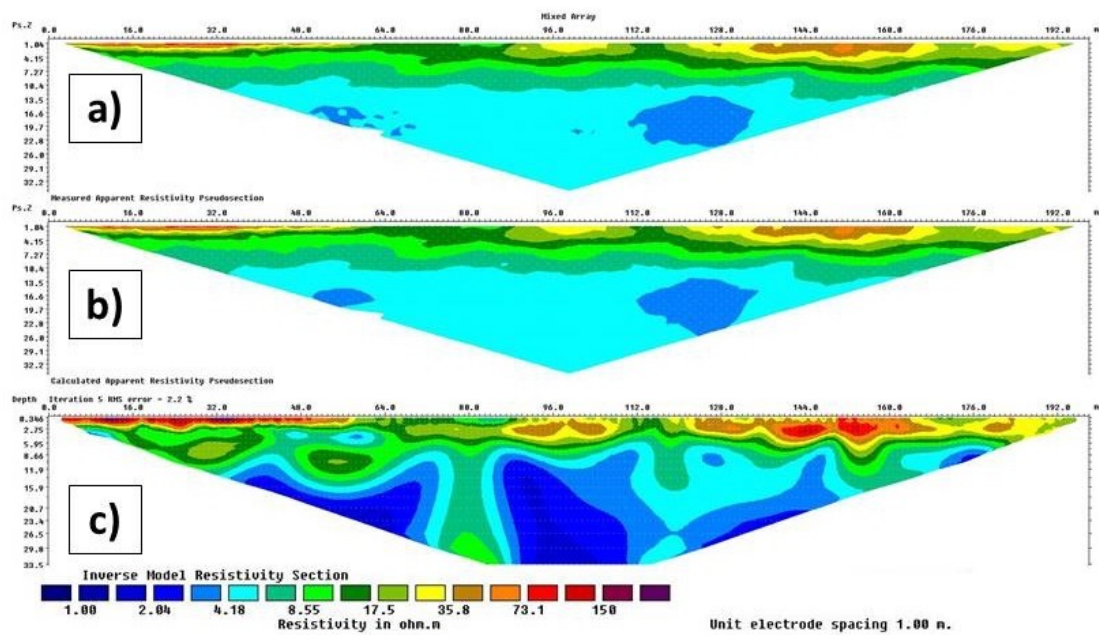 Mixed Array
Ps.Z 0.0 16.0 32.0 48.0 64.0 80.0 96.0 112.0 128.0 144.0 160.0 176.0 192.0 m
1.04
4.15
7.27
10.4
13.5
16.6
19.7
22.8
26.0
29.1
32.2
a)
Measured Apparent Resistivity Pseudosection
Ps.Z 0.0 16.0 32.0 48.0 64.0 80.0 96.0 112.0 128.0 144.0 160.0 176.0 192.0 m
1.04
4.15
7.27
10.4
13.5
16.6
19.7
22.8
26.0
29.1
32.2
b)
Calculated Apparent Resistivity Pseudosection
Depth Iteration 5 RMS error = 2.2 %
0.0 16.0 32.0 48.0 64.0 80.0 96.0 112.0 128.0 144.0 160.0 176.0 192.0 m
0.346
2.75
5.95
8.66
11.9
15.9
20.7
23.4
26.5
29.8
33.5
c)
Inverse Model Resistivity Section
1.00 2.04 4.18 8.55 17.5 35.8 73.1 150
Resistivity in ohm.m
Unit electrode spacing 1.00 m.